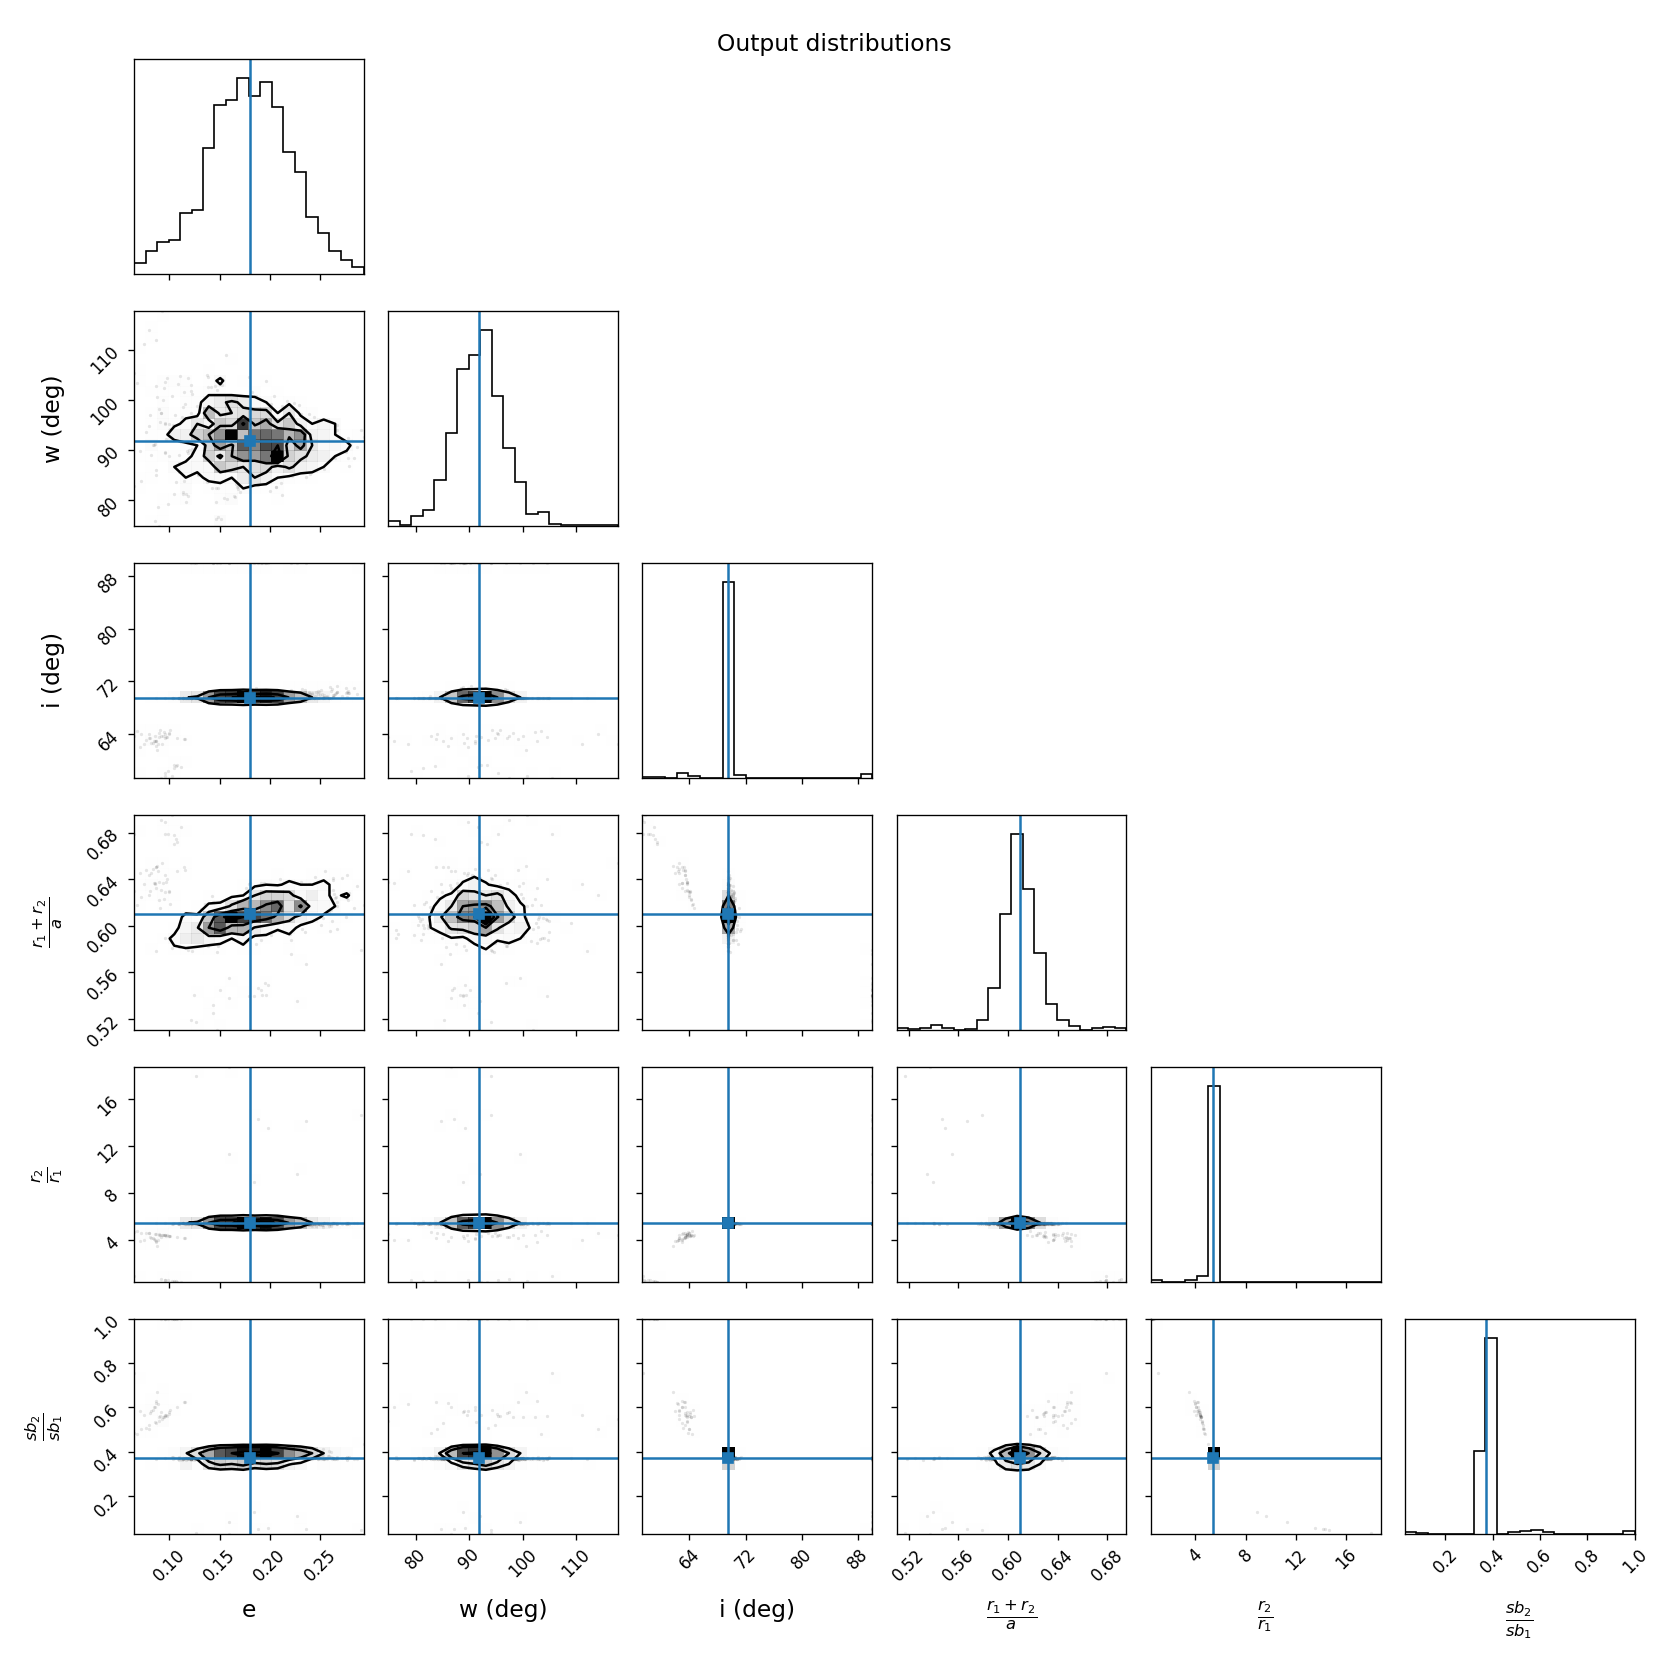 Output distributions
w (deg)
110
100
90
80
i (deg)
88
80
72
64
r₁ + r₂
a
0.68
0.64
0.60
0.56
0.52
r₂
r₁
16
12
8
4
sb₂
sb₁
1.0
0.8
0.6
0.4
0.2
0.10 0.15 0.20 0.25 80 90 100 110 64 72 80 88 0.52 0.56 0.60 0.64 0.68 4 8 12 16 0.2 0.4 0.6 0.8 1.0
e w (deg) i (deg) r₁ + r₂ r₂ sb₂
a r₁ sb₁